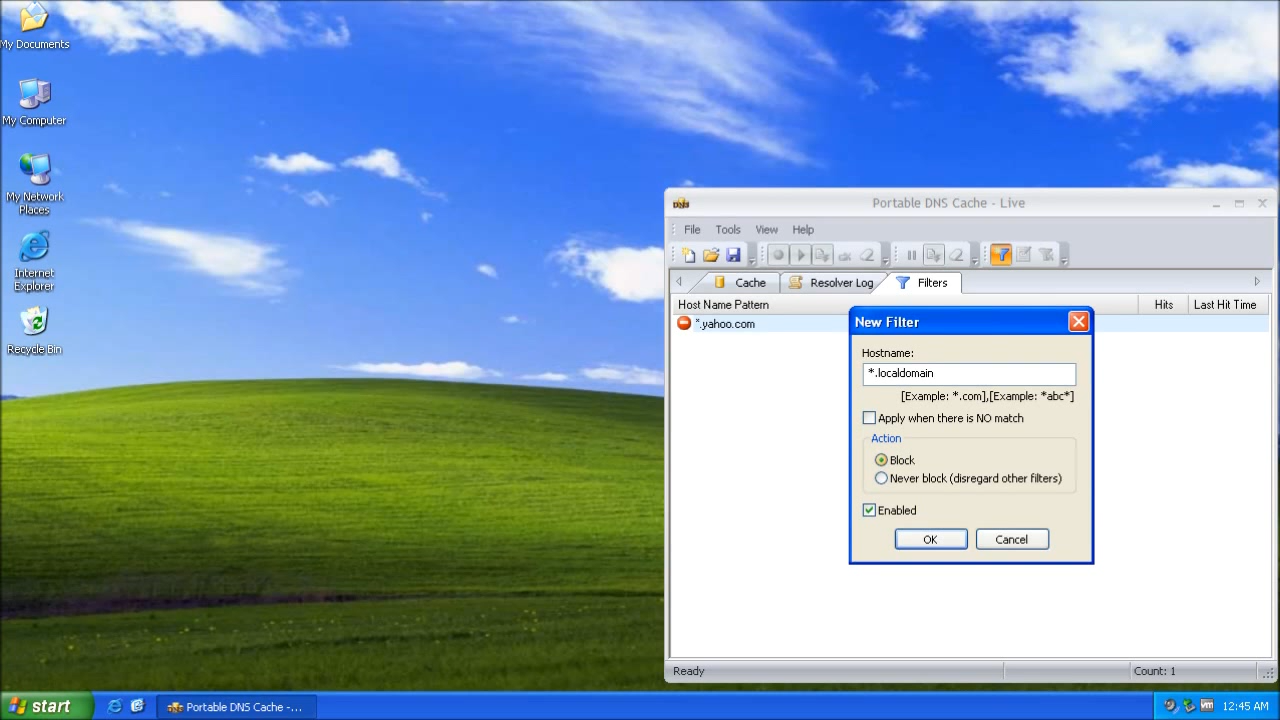 My Documents
My Computer
My Network
Places
Internet
Explorer
Recycle Bin
DNS
Portable DNS Cache - Live
File Tools View Help
Cache Resolver Log Filters
Host Name Pattern Hits Last Hit Time
*.yahoo.com
New Filter
Hostname:
*.localdomain
[Example: *.com],[Example: *abc*]
Apply when there is NO match
Action
Block
Never block (disregard other filters)
Enabled
OK Cancel
Ready Count: 1
start Portable DNS Cache -... 12:45 AM